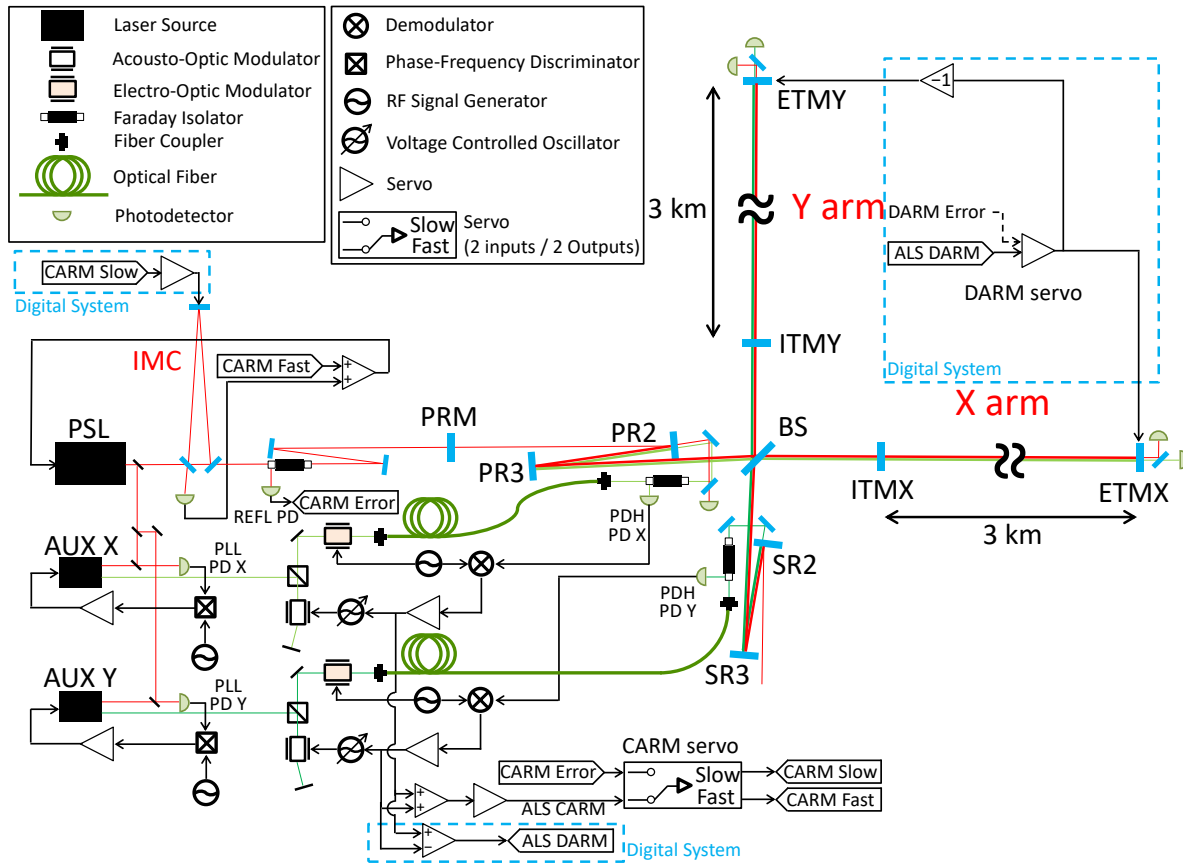 Laser Source
Acousto-Optic Modulator
Electro-Optic Modulator
Faraday Isolator
Fiber Coupler
Optical Fiber
Photodetector
Demodulator
Phase-Frequency Discriminator
RF Signal Generator
Voltage Controlled Oscillator
Servo
Slow
Fast
Servo
(2 inputs / 2 Outputs)
ETMY
−1
3 km
Y arm
DARM Error
ALS DARM
DARM servo
Digital System
ITMY
X arm
CARM Slow
Digital System
IMC
CARM Fast
+
+
PSL
PRM
PR2
PR3
BS
ITMX
ETMX
3 km
REFL PD
CARM Error
PDH
PD X
AUX X
PLL
PD X
SR2
PDH
PD Y
SR3
AUX Y
PLL
PD Y
CARM servo
CARM Error
Slow
Fast
CARM Slow
CARM Fast
+
+
ALS CARM
+
−
ALS DARM
Digital System